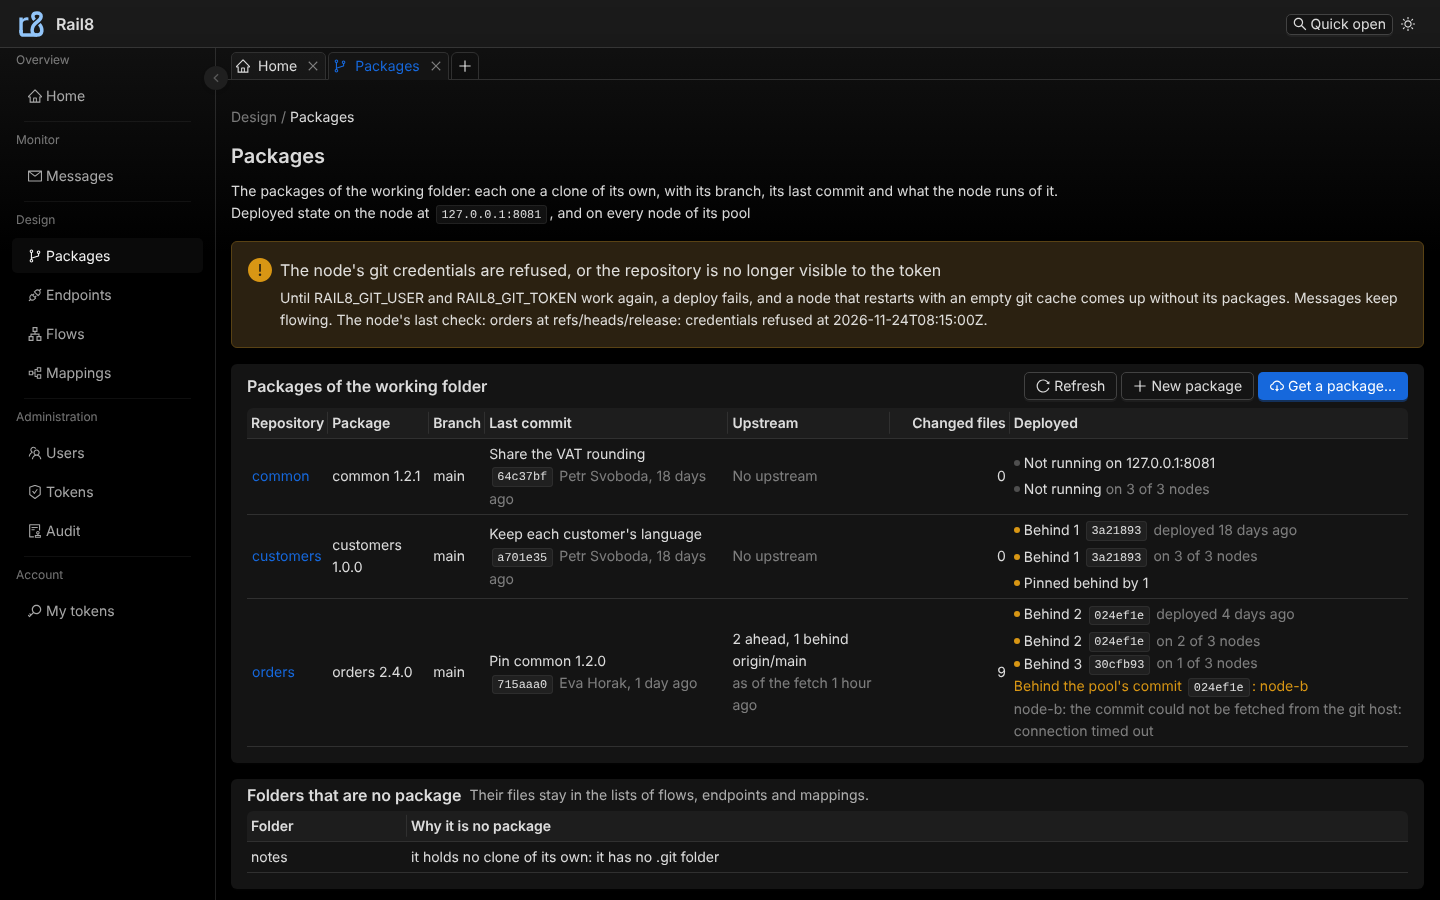 r8 Rail8
Quick open
Overview
Home
Monitor
Messages
Design
Packages
Endpoints
Flows
Mappings
Administration
Users
Tokens
Audit
Account
My tokens
Home
Packages
Design / Packages
Packages
The packages of the working folder: each one a clone of its own, with its branch, its last commit and what the node runs of it.
Deployed state on the node at 127.0.0.1:8081, and on every node of its pool
The node's git credentials are refused, or the repository is no longer visible to the token
Until RAIL8_GIT_USER and RAIL8_GIT_TOKEN work again, a deploy fails, and a node that restarts with an empty git cache comes up without its packages. Messages keep
flowing. The node's last check: orders at refs/heads/release: credentials refused at 2026-11-24T08:15:00Z.
Packages of the working folder
Refresh
New package
Get a package...
Repository Package Branch Last commit Upstream Changed files Deployed
common
common 1.2.1
main
Share the VAT rounding
64c37bf Petr Svoboda, 18 days
ago
No upstream
0
Not running on 127.0.0.1:8081
Not running on 3 of 3 nodes
customers
customers
1.0.0
main
Keep each customer's language
a701e35 Petr Svoboda, 18 days
ago
No upstream
0
Behind 1 3a21893 deployed 18 days ago
Behind 1 3a21893 on 3 of 3 nodes
Pinned behind by 1
orders
orders 2.4.0
main
Pin common 1.2.0
715aaa0 Eva Horak, 1 day ago
2 ahead, 1 behind
origin/main
as of the fetch 1 hour
ago
9
Behind 2 024ef1e deployed 4 days ago
Behind 2 024ef1e on 2 of 3 nodes
Behind 3 30cfb93 on 1 of 3 nodes
Behind the pool's commit 024ef1e: node-b
node-b: the commit could not be fetched from the git host:
connection timed out
Folders that are no package Their files stay in the lists of flows, endpoints and mappings.
Folder Why it is no package
notes it holds no clone of its own: it has no .git folder